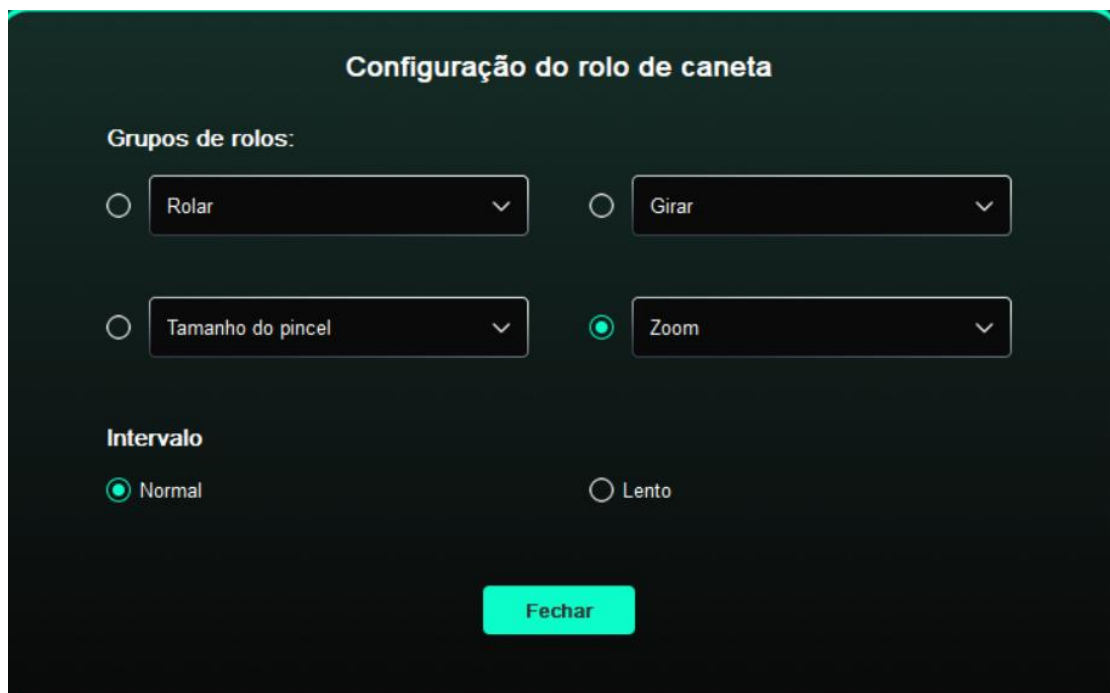 Configuração do rolo de caneta
Grupos de rolos:
Rolar
Girar
Tamanho do pincel
Zoom
Intervalo
Normal
Lento
Fechar